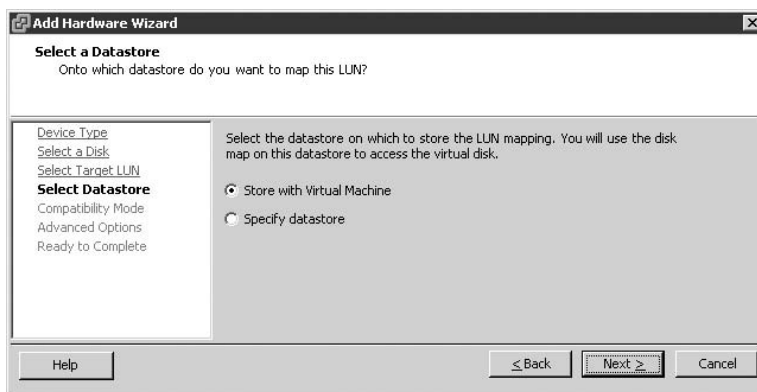 Add Hardware Wizard
Select a Datastore
Onto which datastore do you want to map this LUN?
Device Type
Select a Disk
Select Target LUN
Select Datastore
Compatibility Mode
Advanced Options
Ready to Complete
Select the datastore on which to store the LUN mapping. You will use the disk
map on this datastore to access the virtual disk.
Store with Virtual Machine
Specify datastore
Help
< Back
Next >
Cancel